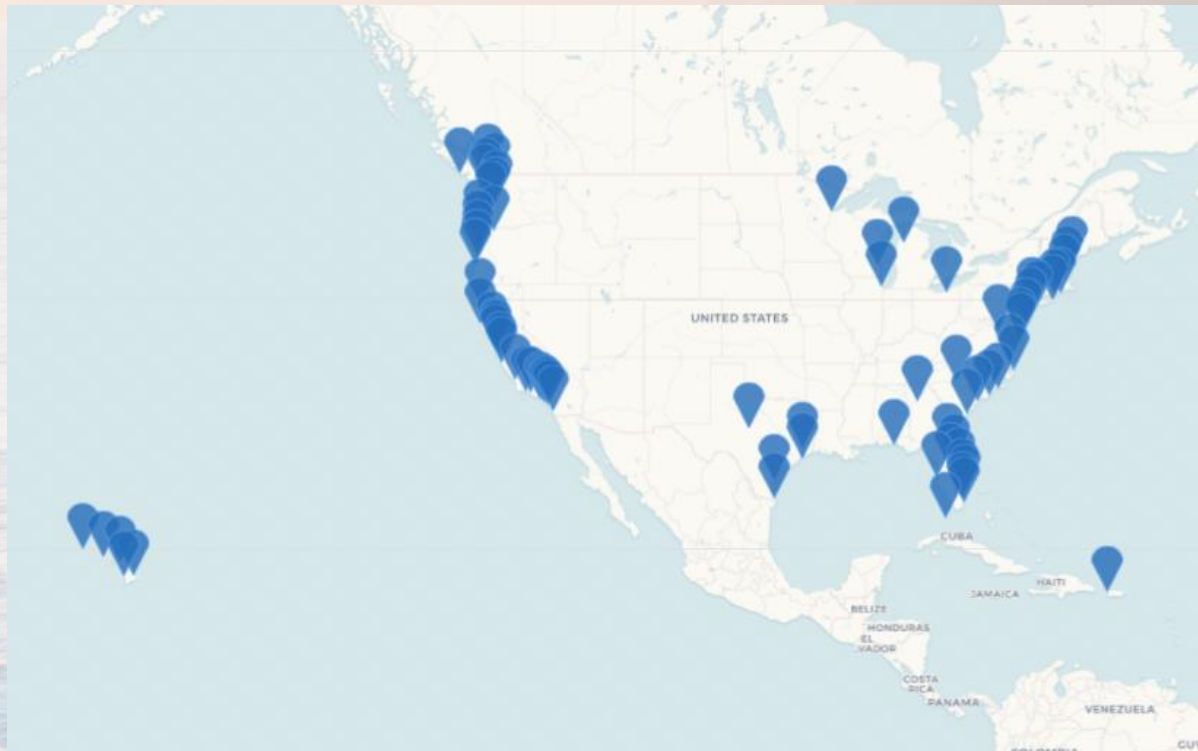 UNITED STATES
CUBA
HAITI
JAMAICA
BELIZE
HONDURAS
EL
VADOR
COSTA
RICA
PANAMA
VENEZUELA